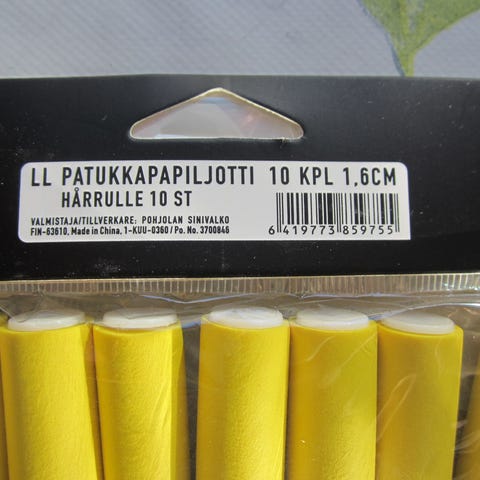 LL PATUKKAPAPILJOTTI 10 KPL 1,6CM
HÅRRULLE 10 ST
VALMISTAJA/TILLVERKARE: POHJOLAN SINIVALKO
FIN-63610, Made in China, 1-KUU-0360 / Po. No. 3700846
6 419773 859755